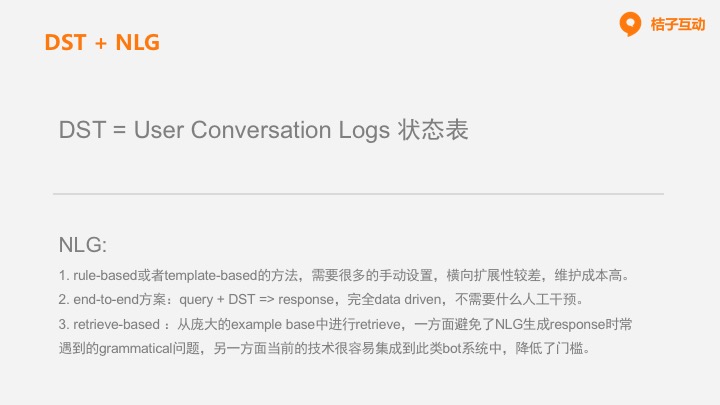 桔子互动
DST + NLG
DST = User Conversation Logs 状态表
NLG:
1. rule-based或者template-based的方法，需要很多的手动设置，横向扩展性较差，维护成本高。
2. end-to-end方案：query + DST => response，完全data driven，不需要什么人工干预。
3. retrieve-based ：从庞大的example base中进行retrieve，一方面避免了NLG生成response时常
遇到的grammatical问题，另一方面当前的技术很容易集成到此类bot系统中，降低了门槛。